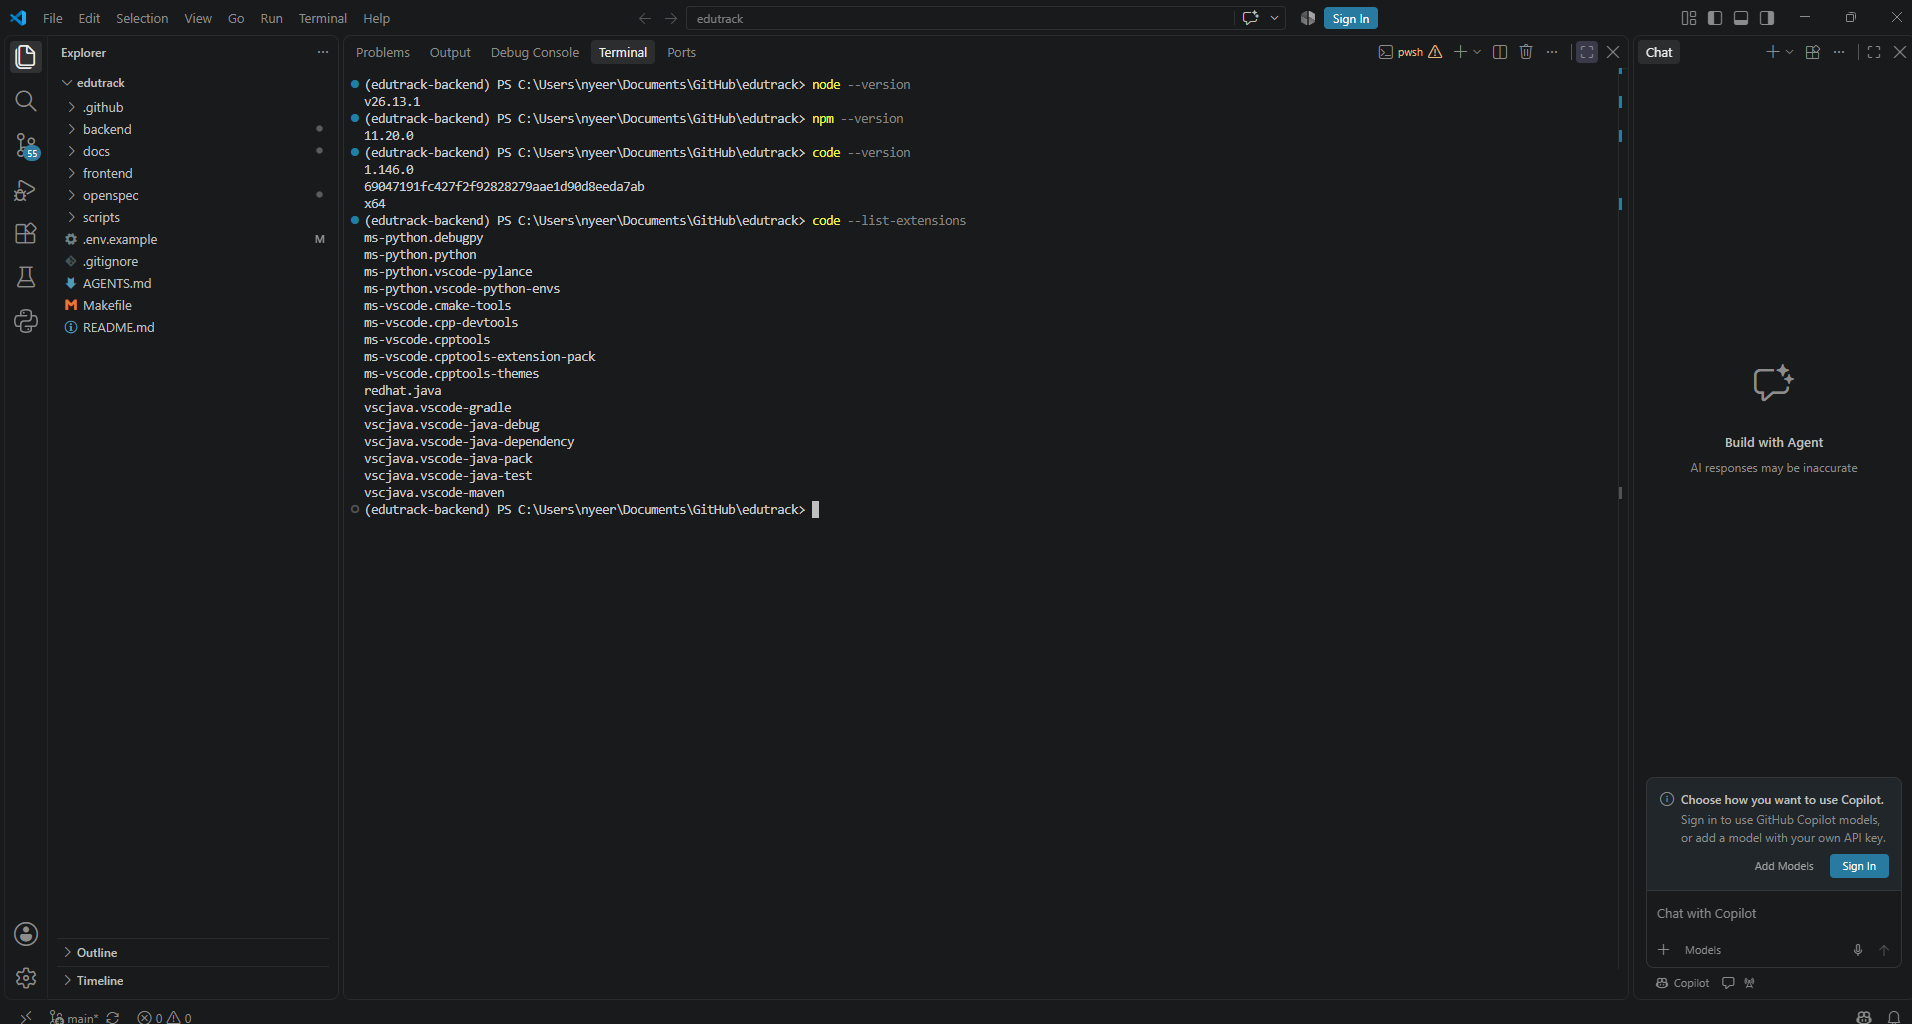 File Edit Selection View Go Run Terminal Help
edutrack
Sign In
Explorer
edutrack
.github
backend
docs
frontend
openspec
scripts
.env.example M
.gitignore
AGENTS.md
Makefile
README.md
Outline
Timeline
55
Problems Output Debug Console Terminal Ports
pwsh
(edutrack-backend) PS C:\Users\nyeer\Documents\GitHub\edutrack> node --version
v26.13.1
(edutrack-backend) PS C:\Users\nyeer\Documents\GitHub\edutrack> npm --version
11.20.0
(edutrack-backend) PS C:\Users\nyeer\Documents\GitHub\edutrack> code --version
1.146.0
69047191fc427f2f92828279aae1d90d8eeda7ab
x64
(edutrack-backend) PS C:\Users\nyeer\Documents\GitHub\edutrack> code --list-extensions
ms-python.debugpy
ms-python.python
ms-python.vscode-pylance
ms-python.vscode-python-envs
ms-vscode.cmake-tools
ms-vscode.cpp-devtools
ms-vscode.cpptools
ms-vscode.cpptools-extension-pack
ms-vscode.cpptools-themes
redhat.java
vscjava.vscode-gradle
vscjava.vscode-java-debug
vscjava.vscode-java-dependency
vscjava.vscode-java-pack
vscjava.vscode-java-test
vscjava.vscode-maven
(edutrack-backend) PS C:\Users\nyeer\Documents\GitHub\edutrack>
Chat
Build with Agent
AI responses may be inaccurate
Choose how you want to use Copilot.
Sign in to use GitHub Copilot models,
or add a model with your own API key.
Add Models Sign In
Chat with Copilot
Models
Copilot
main* 0 0